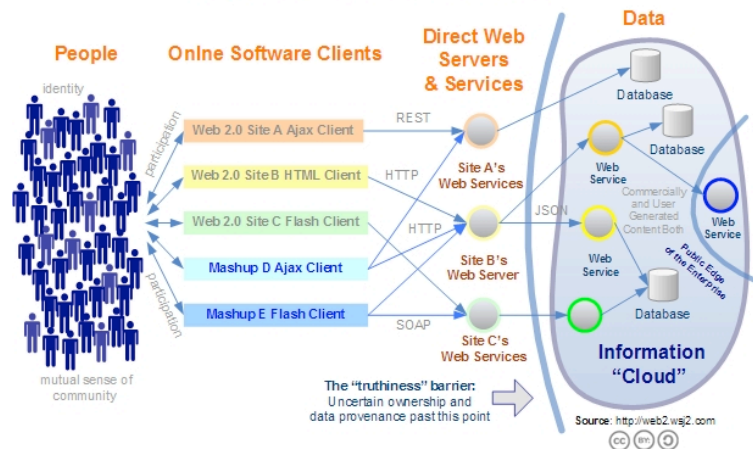 People
Onlne Software Clients
Direct Web
Servers
& Services
Data
identity
participation
participation
mutual sense of
community
Web 2.0 Site A Ajax Client
Web 2.0 Site B HTML Client
Web 2.0 Site C Flash Client
Mashup D Ajax Client
Mashup E Flash Client
REST
HTTP
HTTP
SOAP
Site A's
Web Services
Site B's
Web Server
Site C's
Web Services
JSON
Database
Database
Web
Service
Web
Service
Commercially
and User
Generated
Content Both
Web
Service
Public Edge
of the Enterprise
Database
Information
"Cloud"
The "truthiness" barrier:
Uncertain ownership and
data provenance past this point
Source: http://web2.wsj2.com
cc BY: